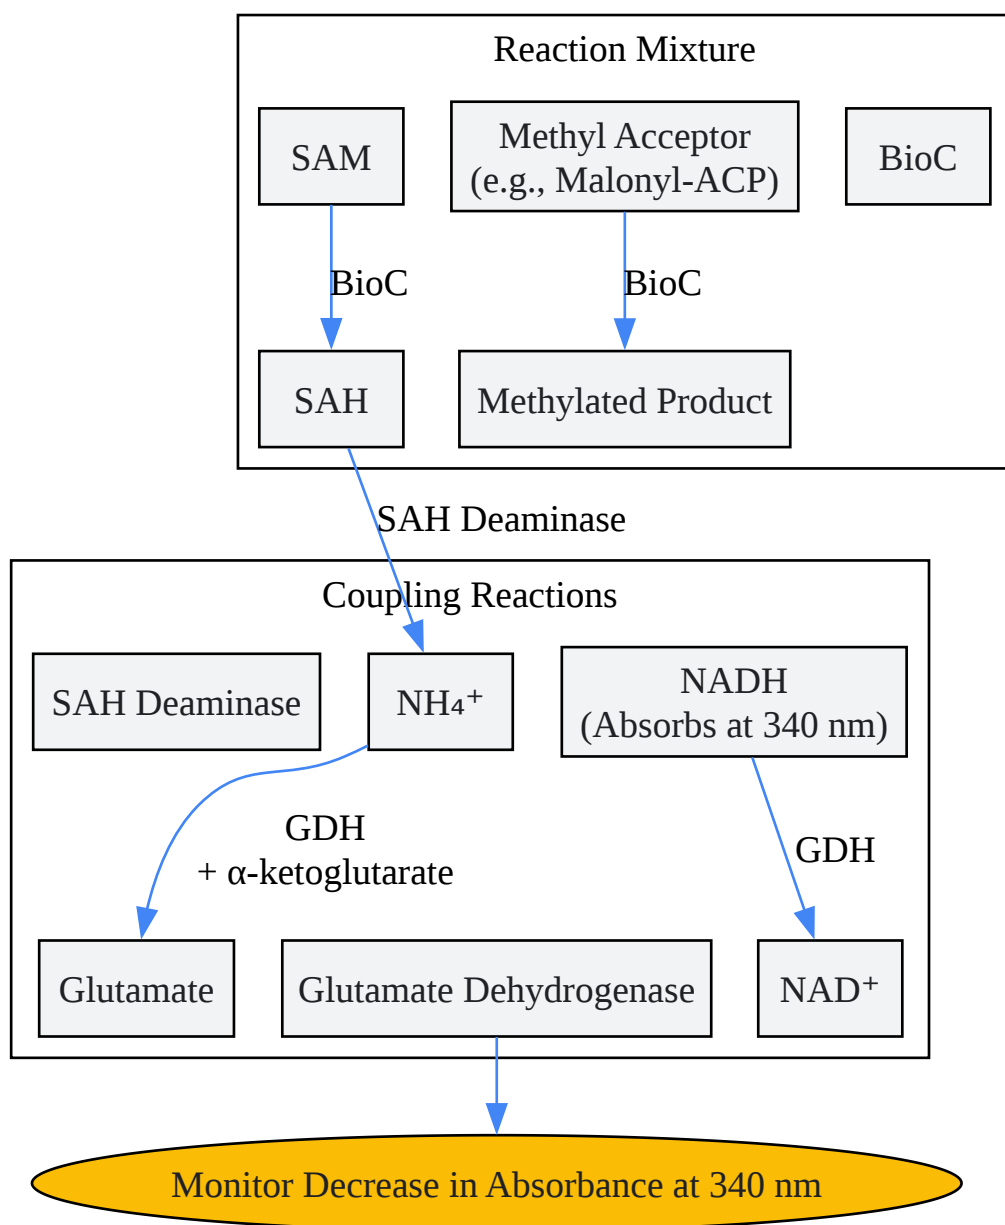 Reaction Mixture
SAM
Methyl Acceptor
(e.g., Malonyl-ACP)
BioC
BioC
BioC
SAH
Methylated Product
SAH Deaminase
Coupling Reactions
SAH Deaminase
NH₄⁺
NADH
(Absorbs at 340 nm)
GDH
+ α-ketoglutarate
GDH
Glutamate
Glutamate Dehydrogenase
NAD⁺
Monitor Decrease in Absorbance at 340 nm